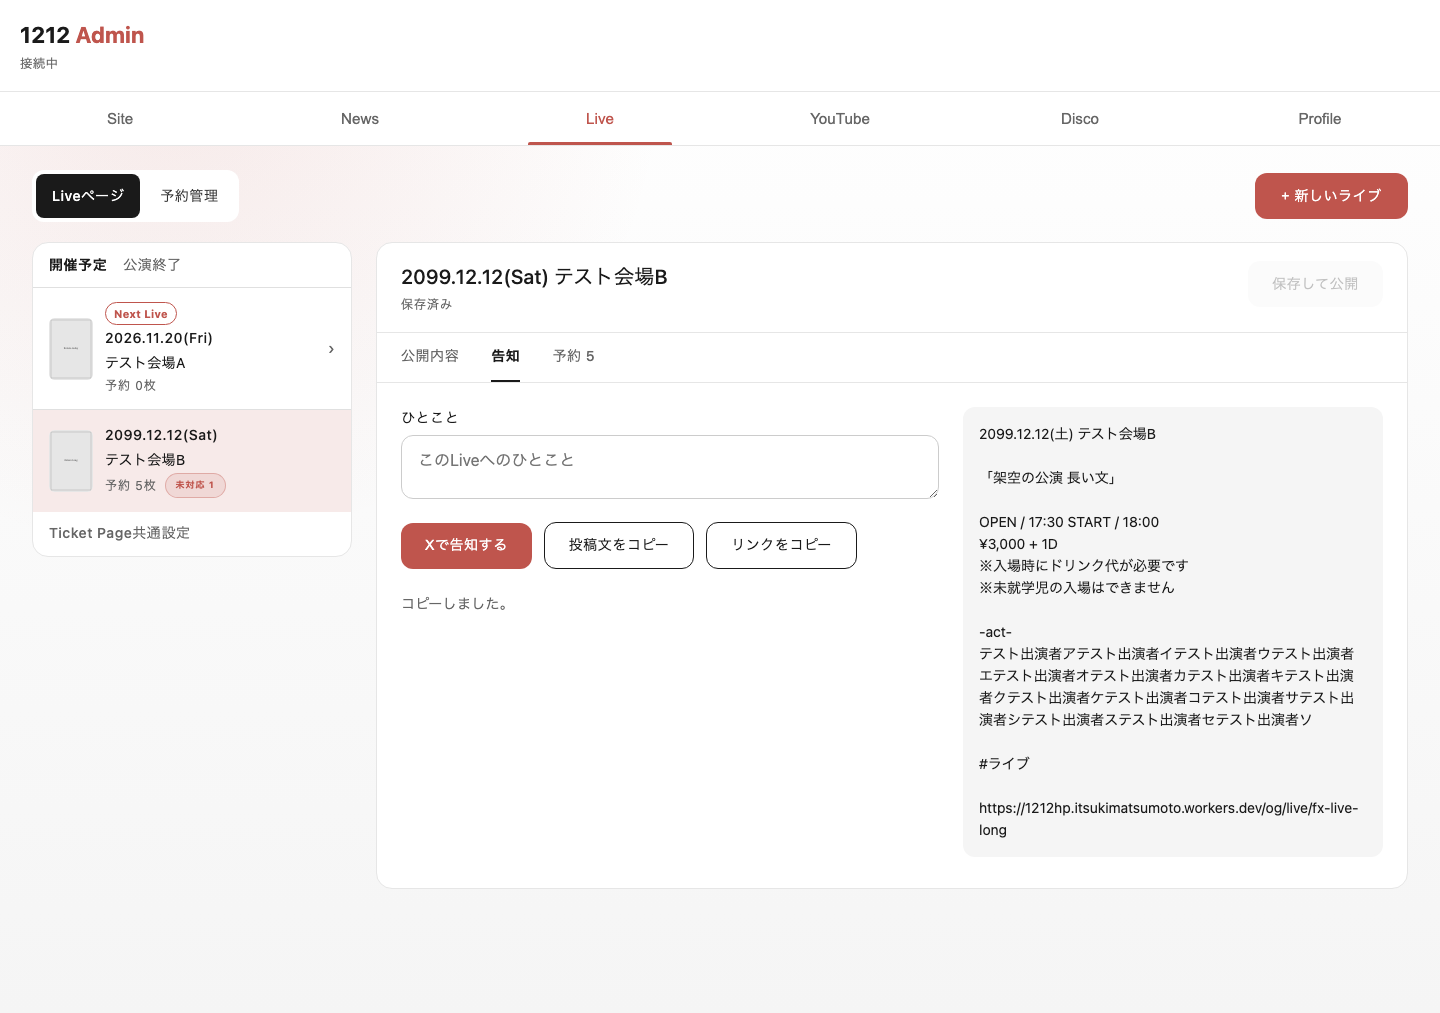 1212 Admin
接続中
Site
News
Live
YouTube
Disco
Profile
Liveページ
予約管理
+ 新しいライブ
開催予定
公演終了
Next Live
2026.11.20(Fri)
テスト会場A
予約 0枚
›
2099.12.12(Sat)
テスト会場B
予約 5枚
未対応 1
Ticket Page共通設定
2099.12.12(Sat) テスト会場B
保存済み
保存して公開
公開内容
告知
予約 5
ひとこと
このLiveへのひとこと
Xで告知する
投稿文をコピー
リンクをコピー
コピーしました。
2099.12.12(土) テスト会場B
「架空の公演 長い文」
OPEN / 17:30 START / 18:00
¥3,000 + 1D
※入場時にドリンク代が必要です
※未就学児の入場はできません
-act-
テスト出演者アテスト出演者イテスト出演者ウテスト出演者
エテスト出演者オテスト出演者カテスト出演者キテスト出演
者クテスト出演者ケテスト出演者コテスト出演者サテスト出
演者シテスト出演者ステスト出演者セテスト出演者ソ
#ライブ
https://1212hp.itsukimatsumoto.workers.dev/og/live/fx-live-
long